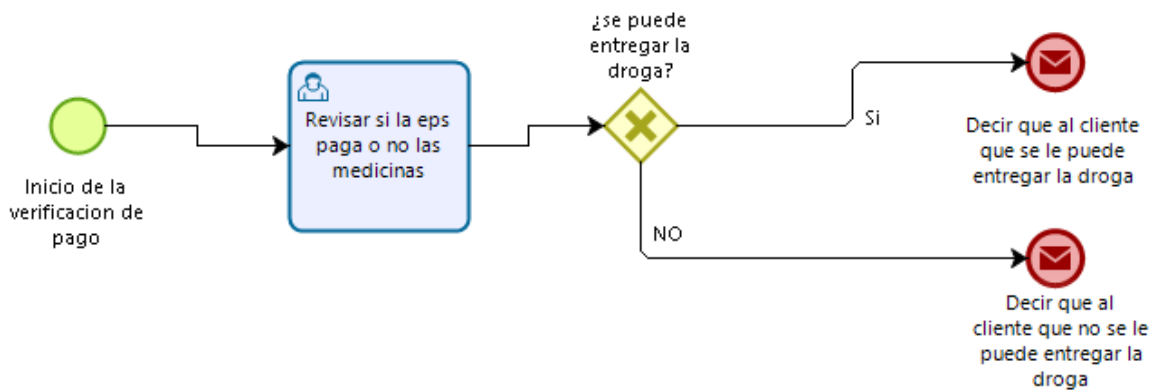 Inicio de la
verificacion de
pago
Revisar si la eps
paga o no las
medicinas
¿se puede
entregar la
droga?
Si
Decir que al cliente
que se le puede
entregar la droga
NO
Decir que al
cliente que no se le
puede entregar la
droga